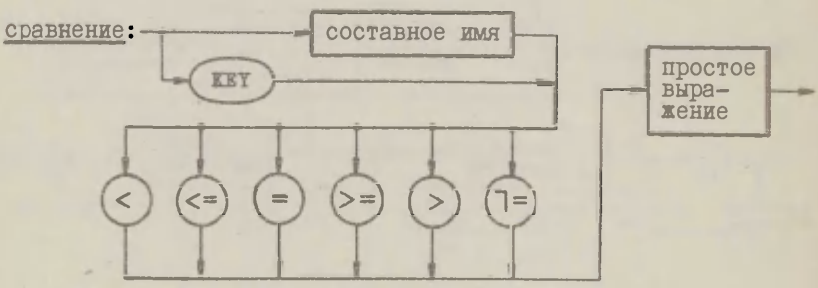 сравнение:
составное имя
KEY
простое
выра-
жение
<
<=
=
>=
>
¬=